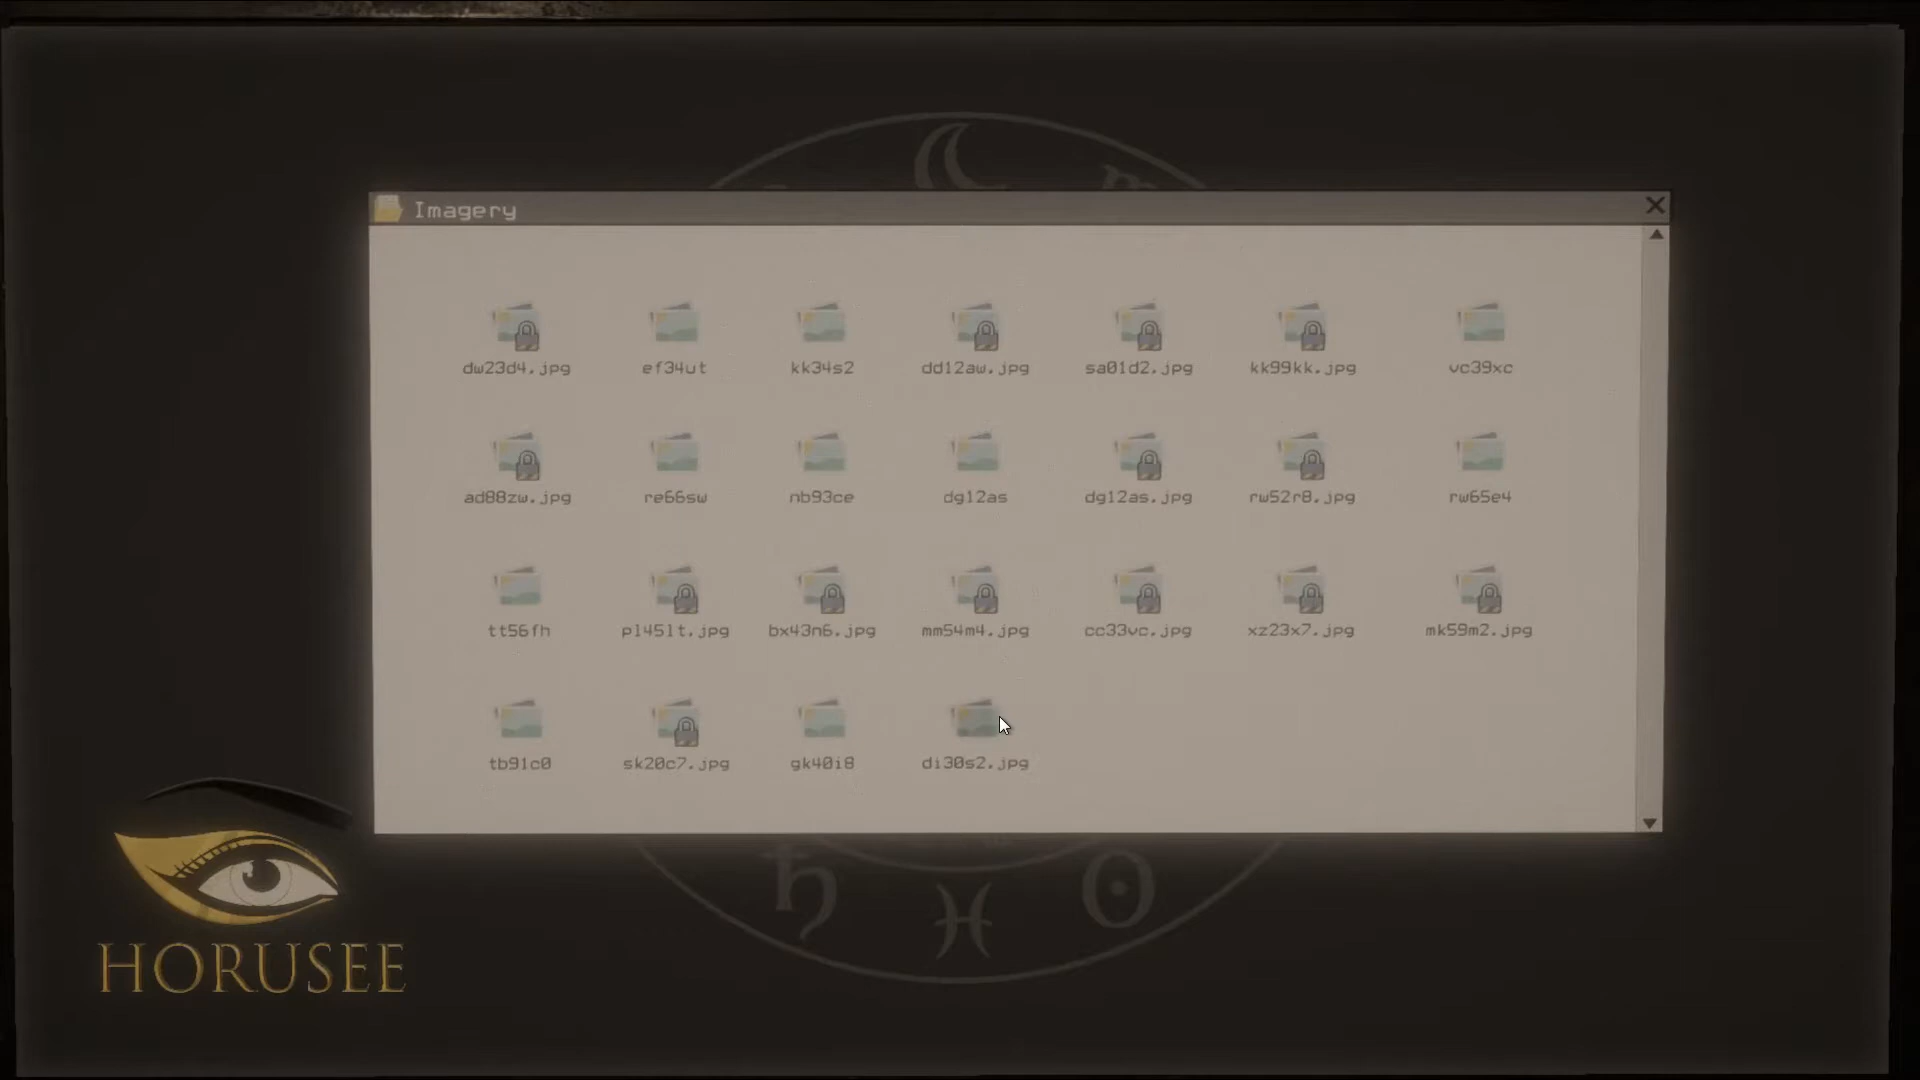 Imagery
dw23d4.jpg ef34ut kk34s2 dd12aw.jpg sa01d2.jpg kk99kk.jpg vc39xc
ad88zw.jpg re66sw nb93ce dg12as dg12as.jpg rw52r8.jpg rw65e4
tt56fh pl45lt.jpg bx43n6.jpg mm54m4.jpg cc33vc.jpg xz23x7.jpg mk59m2.jpg
tb91c0 sk20c7.jpg gk40i8 di30s2.jpg
HORUSEE